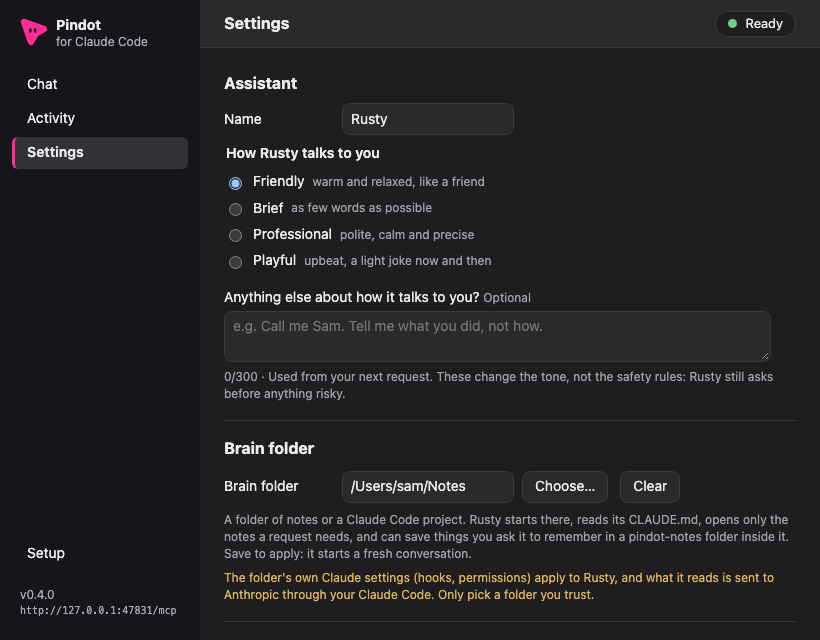 Pindot
for Claude Code
Chat
Activity
Settings
Setup
v0.4.0
http://127.0.0.1:47831/mcp
Settings
Ready
Assistant
Name
Rusty
How Rusty talks to you
Friendly warm and relaxed, like a friend
Brief as few words as possible
Professional polite, calm and precise
Playful upbeat, a light joke now and then
Anything else about how it talks to you? Optional
e.g. Call me Sam. Tell me what you did, not how.
0/300 · Used from your next request. These change the tone, not the safety rules: Rusty still asks
before anything risky.
Brain folder
Brain folder
/Users/sam/Notes
Choose...
Clear
A folder of notes or a Claude Code project. Rusty starts there, reads its CLAUDE.md, opens only the
notes a request needs, and can save things you ask it to remember in a pindot-notes folder inside it.
Save to apply: it starts a fresh conversation.
The folder's own Claude settings (hooks, permissions) apply to Rusty, and what it reads is sent to
Anthropic through your Claude Code. Only pick a folder you trust.